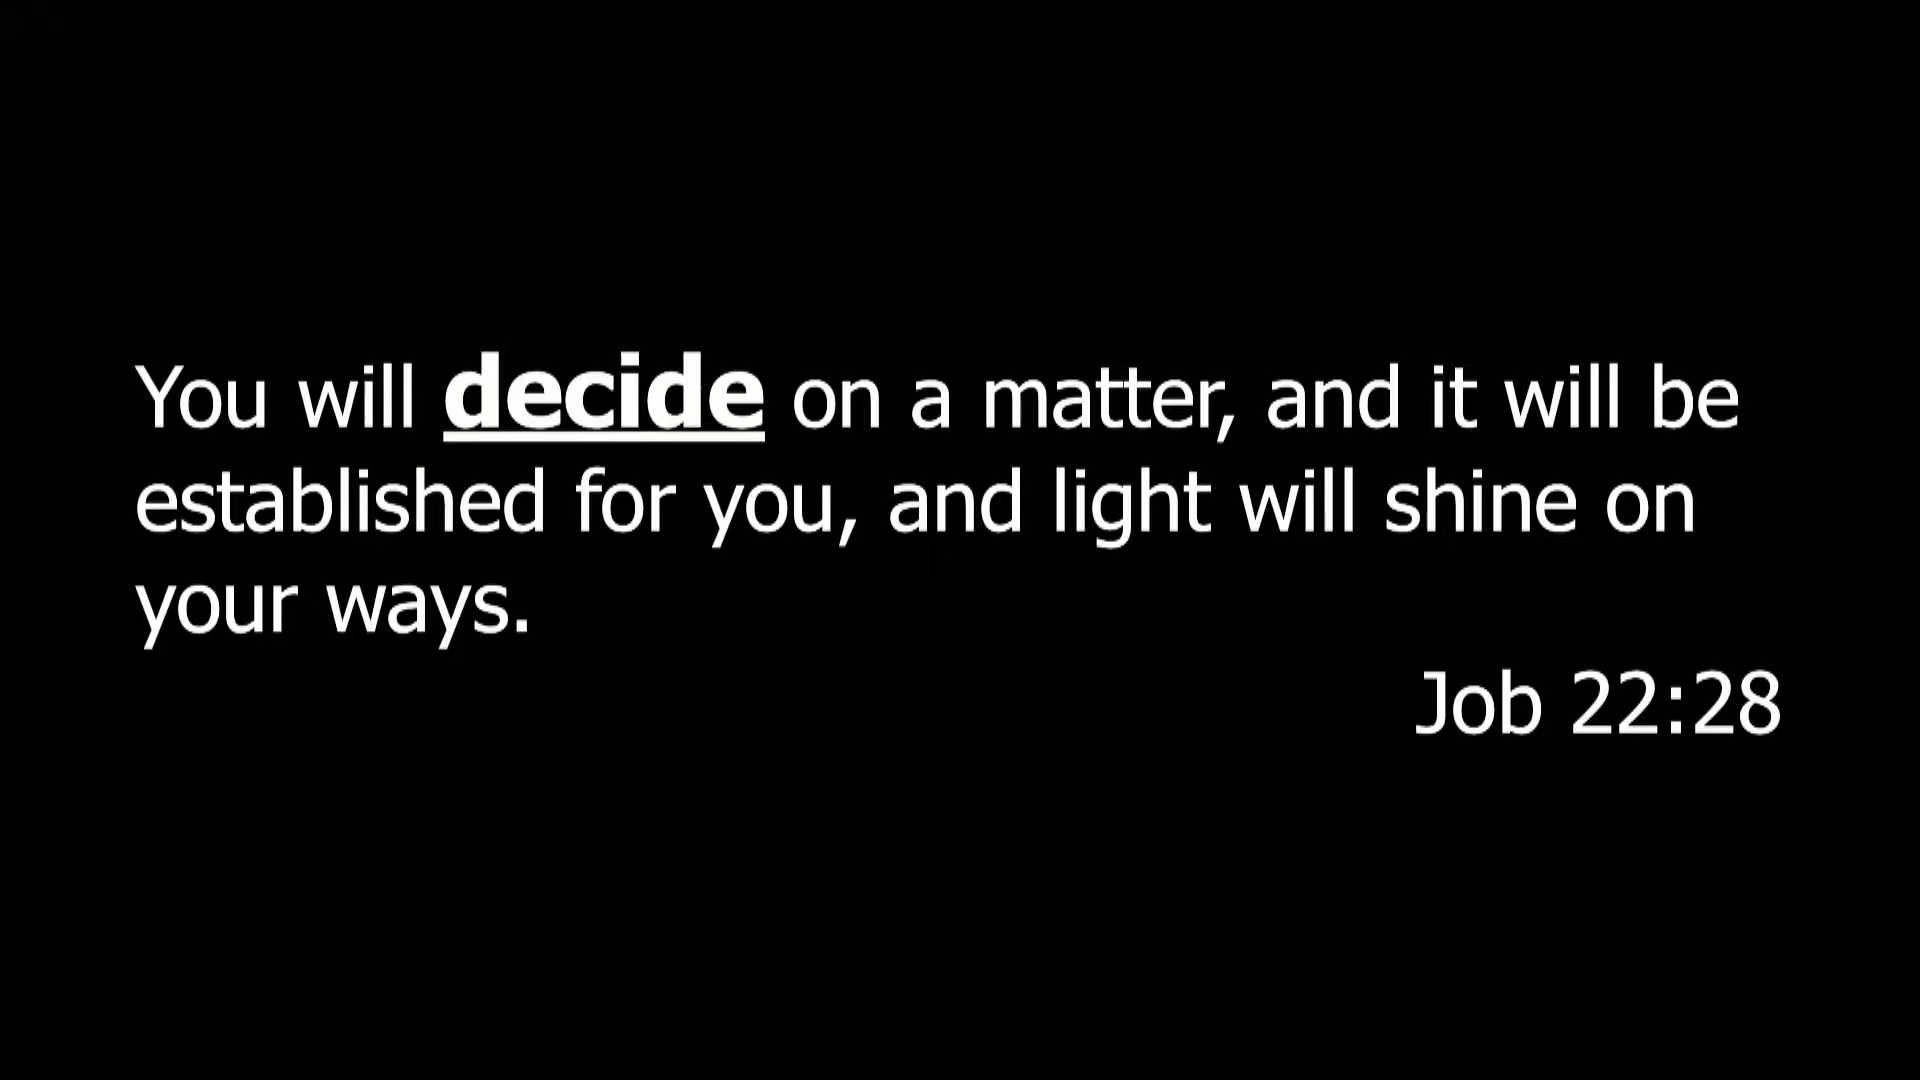 You will decide on a matter, and it will be
established for you, and light will shine on
your ways.
Job 22:28